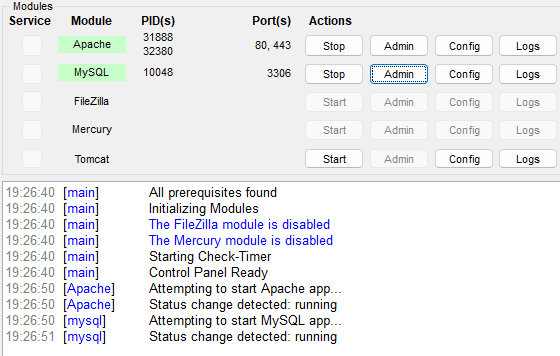 Modules
Service Module PID(s) Port(s) Actions
Apache 31888 32380 80, 443 Stop Admin Config Logs
MySQL 10048 3306 Stop Admin Config Logs
FileZilla Start Admin Config Logs
Mercury Start Admin Config Logs
Tomcat Start Admin Config Logs
19:26:40 [main] All prerequisites found
19:26:40 [main] Initializing Modules
19:26:40 [main] The FileZilla module is disabled
19:26:40 [main] The Mercury module is disabled
19:26:40 [main] Starting Check-Timer
19:26:40 [main] Control Panel Ready
19:26:50 [Apache] Attempting to start Apache app...
19:26:50 [Apache] Status change detected: running
19:26:50 [mysql] Attempting to start MySQL app...
19:26:51 [mysql] Status change detected: running